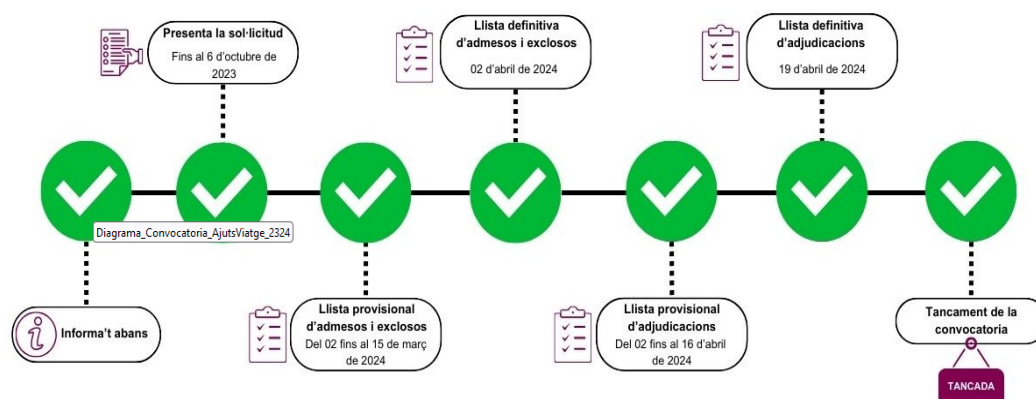 Presenta la sol·licitud
Fins al 6 d'octubre de
2023
Llista definitiva
d'admesos i exclosos
02 d'abril de 2024
Llista definitiva
d'adjudicacions
19 d'abril de 2024
Diagrama_Convocatoria_AjutsViatge_2324
Informa't abans
Llista provisional
d'admesos i exclosos
Del 02 fins al 15 de març
de 2024
Llista provisional
d'adjudicacions
Del 02 fins al 16 d'abril
de 2024
Tancament de la
convocatoria
TANCADA